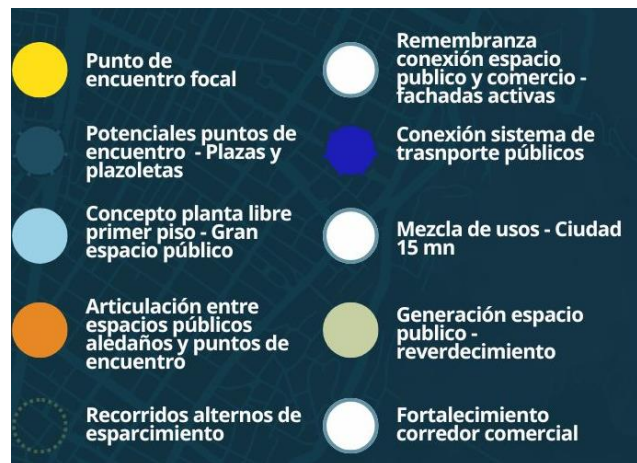 Punto de
encuentro focal
Potenciales puntos de
encuentro - Plazas y
plazoletas
Concepto planta libre
primer piso - Gran
espacio público
Articulación entre
espacios públicos
aledaños y puntos de
encuentro
Recorridos alternos de
esparcimiento
Remembranza
conexión espacio
publico y comercio -
fachadas activas
Conexión sistema de
trasnporte públicos
Mezcla de usos - Ciudad
15 mn
Generación espacio
publico -
reverdecimiento
Fortalecimiento
corredor comercial